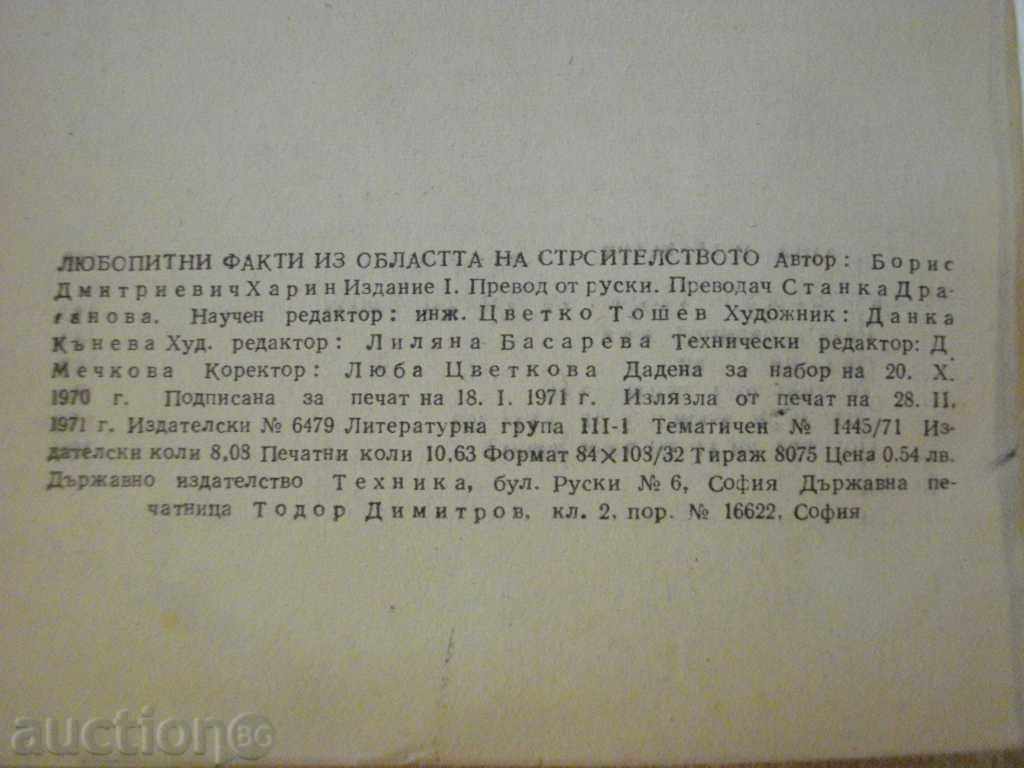 ЛЮБОПИТНИ ФАКТИ ИЗ ОБЛАСТТА НА СТРОИТЕЛСТВОТО Автор: Борис
Дмитриевич Харин Издание I. Превод от руски. Преводач Станка Дра-
ганова. Научен редактор: инж. Цветко Тошев Художник: Данка
Кънева Худ. редактор: Лиляна Басарева Технически редактор: Д
Мечкова Коректор: Люба Цветкова Дадена за набор на 20. X.
1970 г. Подписана за печат на 18. I. 1971 г. Излязла от печат на 28. II.
1971 г. Издателски № 6479 Литературна група III-1 Тематичен № 1445/71 Из-
дателски коли 8,03 Печатни коли 10,63 Формат 84×103/32 Тираж 8075 Цена 0.54 лв.
Държавно издателство Техника, бул. Руски № 6, София Държавна пе-
чатница Тодор Димитров, кл. 2, пор. № 16622, София
auction BG